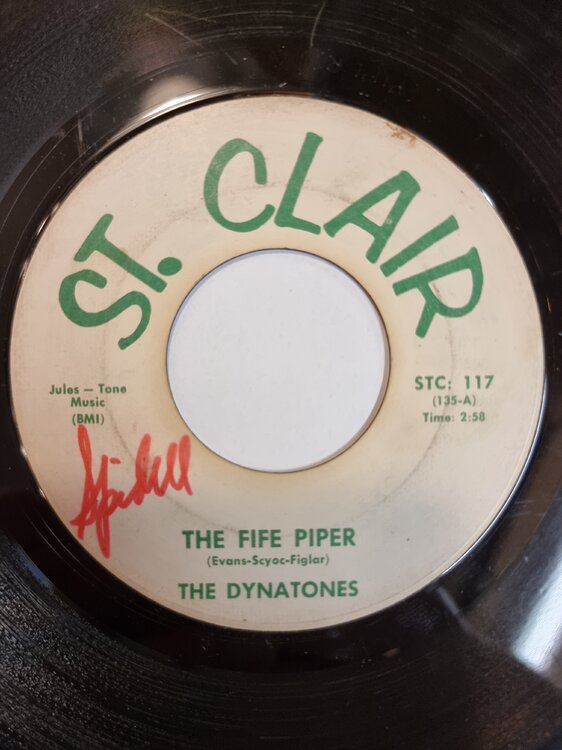 ST. CLAIR
Jules — Tone
Music
(BMI)
STC: 117
(135-A)
Time: 2:58
THE FIFE PIPER
(Evans-Scyoc-Figlar)
THE DYNATONES